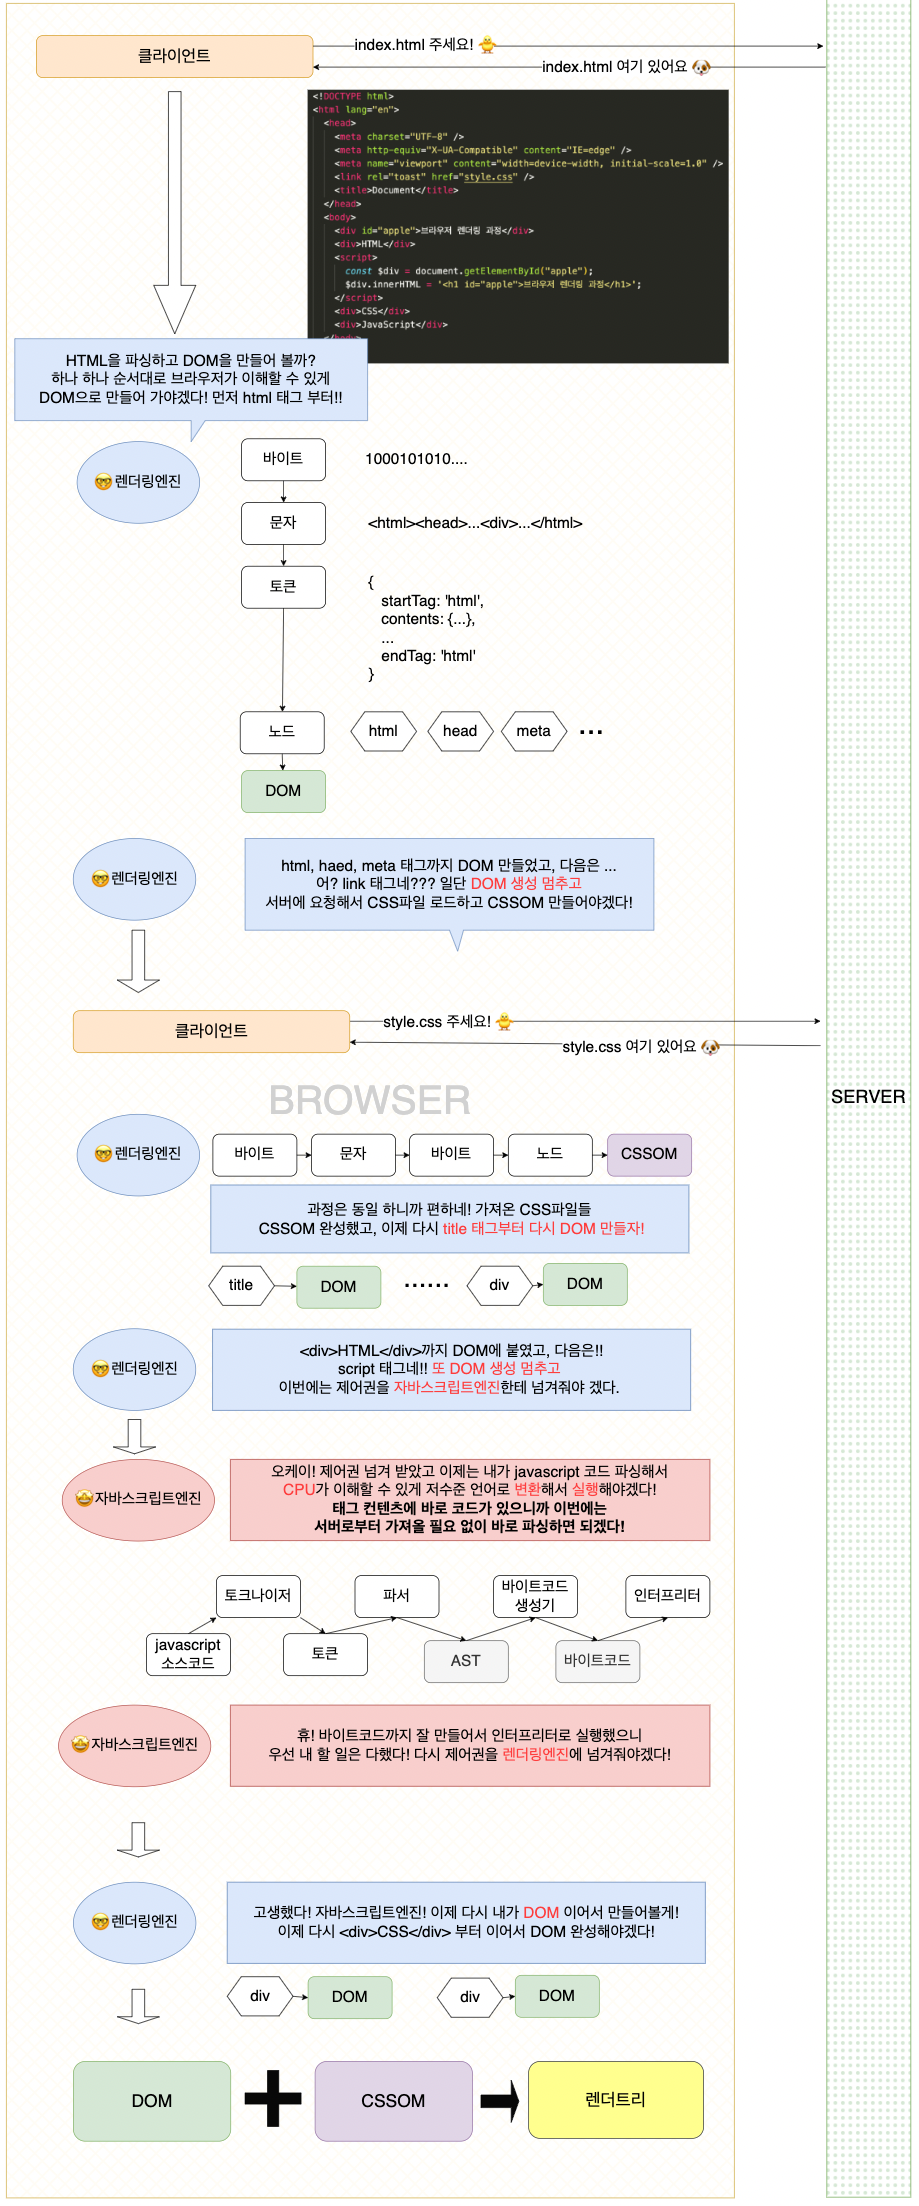 클라이언트
index.html 주세요! 🐥
index.html 여기 있어요 🐶
<!DOCTYPE html>
<html lang="en">
<head>
<meta charset="UTF-8" />
<meta http-equiv="X-UA-Compatible" content="IE=edge" />
<meta name="viewport" content="width=device-width, initial-scale=1.0" />
<link rel="toast" href="style.css" />
<title>Document</title>
</head>
<body>
<div id="apple">브라우저 렌더링 과정</div>
<div>HTML</div>
<script>
const $div = document.getElementById("apple");
$div.innerHTML = '<h1 id="apple">브라우저 렌더링 과정</h1>';
</script>
<div>CSS</div>
<div>JavaScript</div>
HTML을 파싱하고 DOM을 만들어 볼까?
하나 하나 순서대로 브라우저가 이해할 수 있게
DOM으로 만들어 가야겠다! 먼저 html 태그 부터!!
🤓렌더링엔진
바이트
1000101010....
문자
<html><head>...<div>...</html>
토큰
{
startTag: 'html',
contents: {...},
...
endTag: 'html'
}
노드
html
head
meta
...
DOM
🤓렌더링엔진
html, haed, meta 태그까지 DOM 만들었고, 다음은 ...
어? link 태그네??? 일단 DOM 생성 멈추고
서버에 요청해서 CSS파일 로드하고 CSSOM 만들어야겠다!
클라이언트
style.css 주세요! 🐥
style.css 여기 있어요 🐶
BROWSER
SERVER
🤓렌더링엔진
바이트
문자
바이트
노드
CSSOM
과정은 동일 하니까 편하네! 가져온 CSS파일들
CSSOM 완성했고, 이제 다시 title 태그부터 다시 DOM 만들자!
title
DOM
......
div
DOM
🤓렌더링엔진
<div>HTML</div>까지 DOM에 붙였고, 다음은!!
script 태그네!! 또 DOM 생성 멈추고
이번에는 제어권을 자바스크립트엔진한테 넘겨줘야 겠다.
🤩자바스크립트엔진
오케이! 제어권 넘겨 받았고 이제는 내가 javascript 코드 파싱해서
CPU가 이해할 수 있게 저수준 언어로 변환해서 실행해야겠다!
태그 컨텐츠에 바로 코드가 있으니까 이번에는
서버로부터 가져올 필요 없이 바로 파싱하면 되겠다!
토크나이저
파서
바이트코드
생성기
인터프리터
javascript
소스코드
토큰
AST
바이트코드
🤩자바스크립트엔진
휴! 바이트코드까지 잘 만들어서 인터프리터로 실행했으니
우선 내 할 일은 다했다! 다시 제어권을 렌더링엔진에 넘겨줘야겠다!
🤓렌더링엔진
고생했다! 자바스크립트엔진! 이제 다시 내가 DOM 이어서 만들어볼게!
이제 다시 <div>CSS</div> 부터 이어서 DOM 완성해야겠다!
div
DOM
div
DOM
DOM
CSSOM
렌더트리